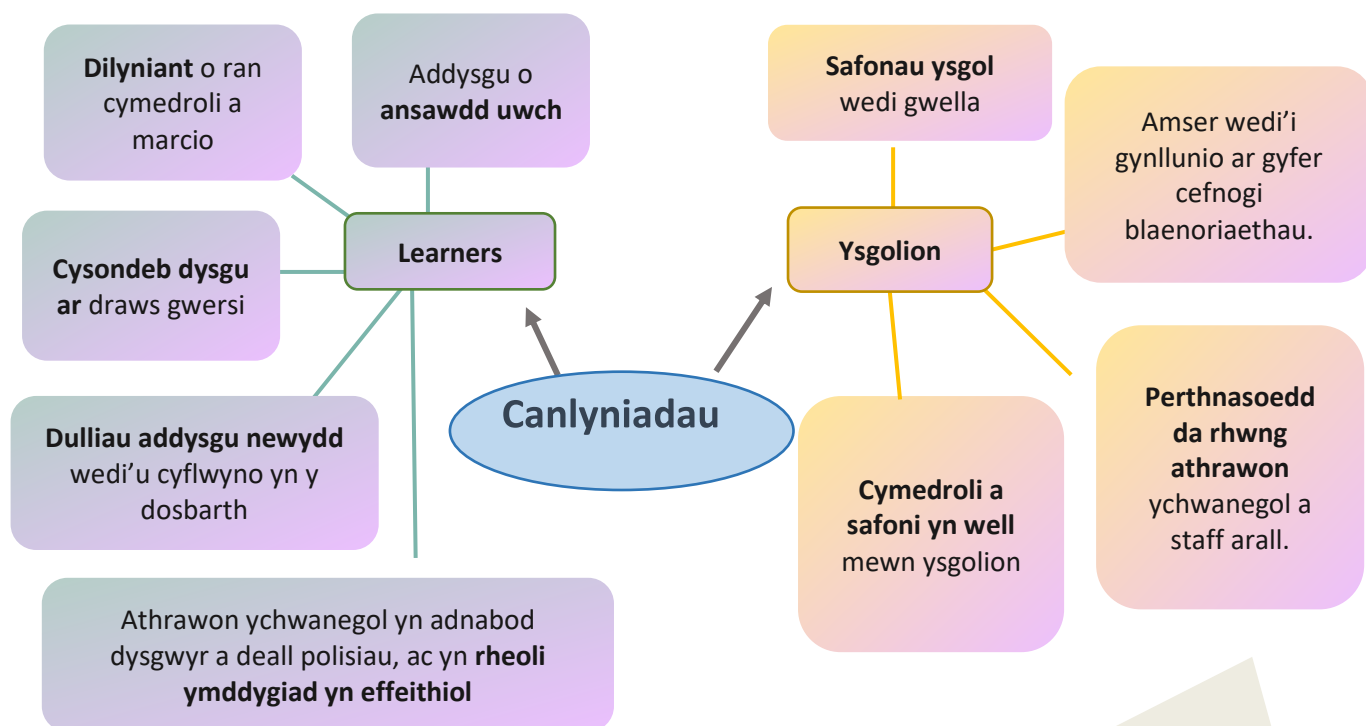 Dilyniant o ran
cymedroli a
marcio
Addysgu o
ansawdd uwch
Learners
Cysondeb dysgu
ar draws gwersi
Dulliau addysgu newydd
wedi'u cyflwyno yn y
dosbarth
Athrawon ychwanegol yn adnabod
dysgwyr a deall polisiau, ac yn rheoli
ymddygiad yn effeithiol
Canlyniadau
Safonau ysgol
wedi gwella
Amser wedi'i
gynllunio ar gyfer
cefnogi
blaenoriaethau.
Ysgolion
Perthnasoedd
da rhwng
athrawon
ychwanegol a
staff arall.
Cymedroli a
safoni yn well
mewn ysgolion